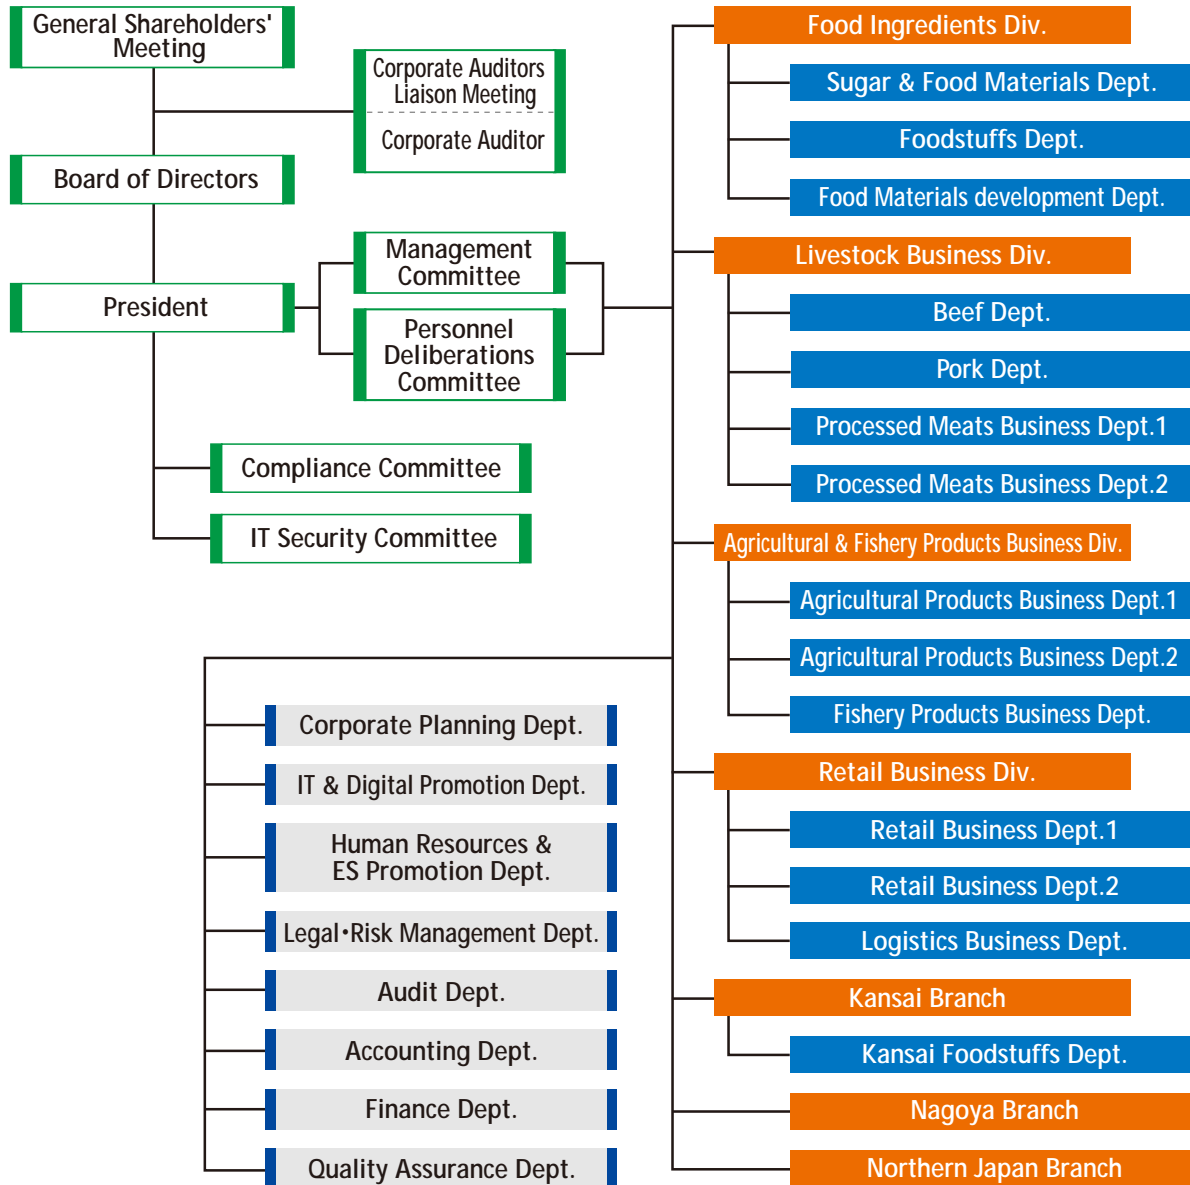 General Shareholders'
Meeting
Corporate Auditors
Liaison Meeting
Corporate Auditor
Board of Directors
Management
Committee
President
Personnel
Deliberations
Committee
Compliance Committee
IT Security Committee
Corporate Planning Dept.
IT & Digital Promotion Dept.
Human Resources &
ES Promotion Dept.
Legal・Risk Management Dept.
Audit Dept.
Accounting Dept.
Finance Dept.
Quality Assurance Dept.
Food Ingredients Div.
Sugar & Food Materials Dept.
Foodstuffs Dept.
Food Materials development Dept.
Livestock Business Div.
Beef Dept.
Pork Dept.
Processed Meats Business Dept.1
Processed Meats Business Dept.2
Agricultural & Fishery Products Business Div.
Agricultural Products Business Dept.1
Agricultural Products Business Dept.2
Fishery Products Business Dept.
Retail Business Div.
Retail Business Dept.1
Retail Business Dept.2
Logistics Business Dept.
Kansai Branch
Kansai Foodstuffs Dept.
Nagoya Branch
Northern Japan Branch